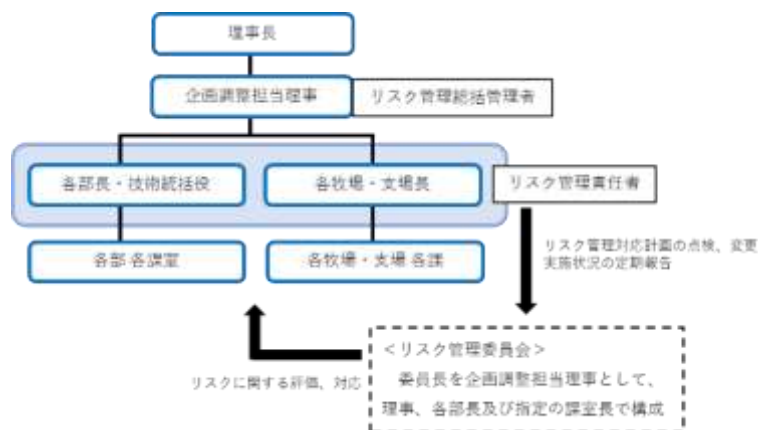 理事長
企画調整担当理事
リスク管理総括管理者
各部長・技術統括役
各牧場・支場長
リスク管理責任者
各部 各課室
各牧場・支場 各課
リスク管理対応計画の点検、変更
実施状況の定期報告
＜リスク管理委員会＞
委員長を企画調整担当理事として、
理事、各部長及び指定の課室長で構成
リスクに関する評価、対応